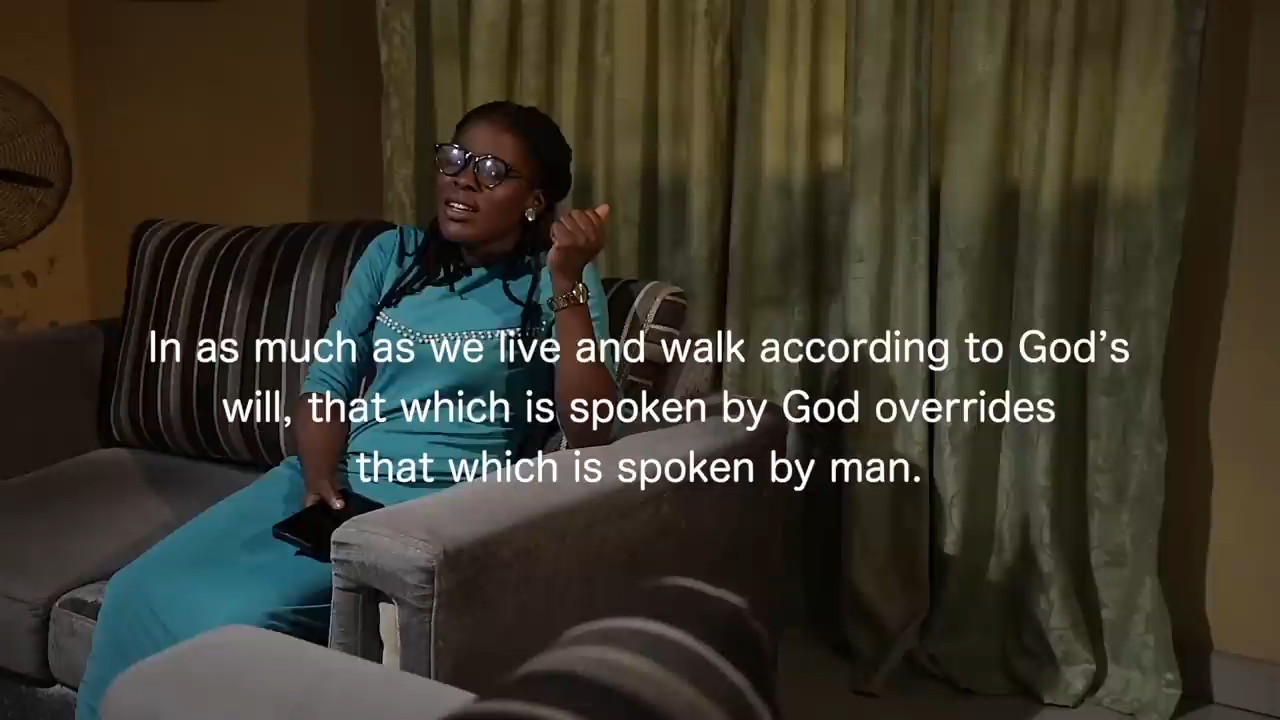 In as much as we live and walk according to God’s
will, that which is spoken by God overrides
that which is spoken by man.